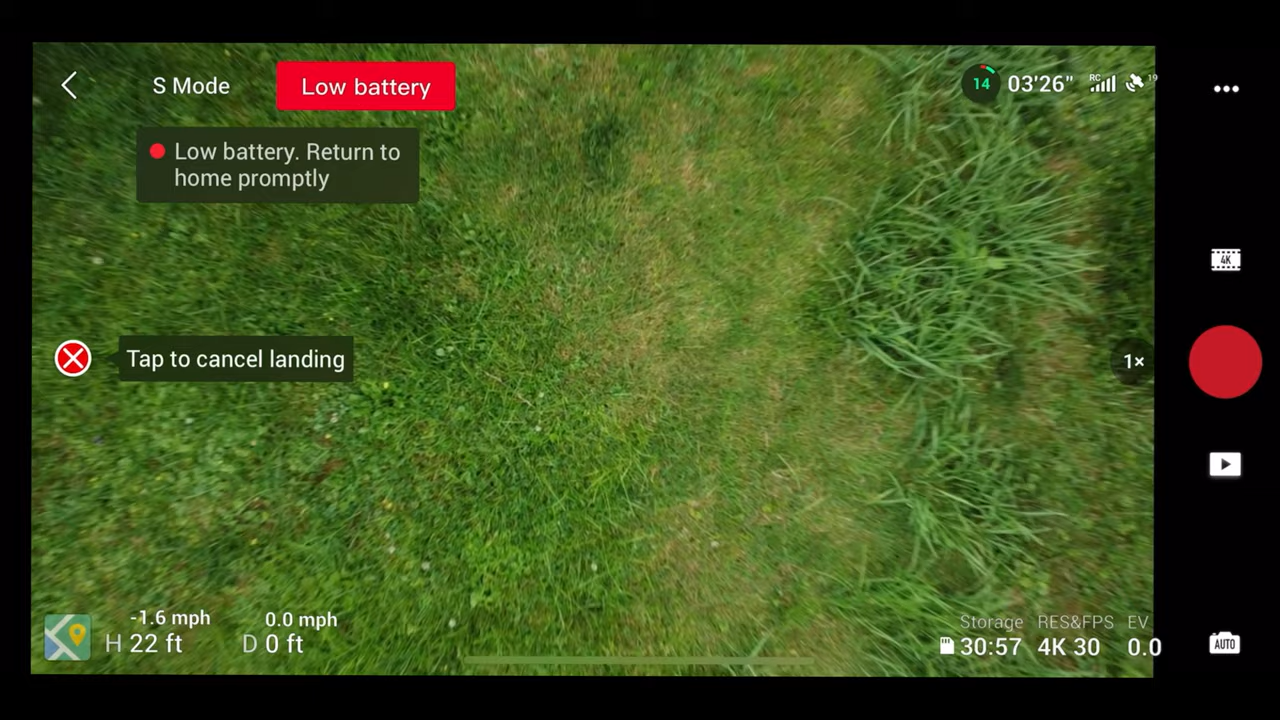 S Mode
Low battery
14
03'26"
RC
19
Low battery. Return to
home promptly
4K
Tap to cancel landing
1×
-1.6 mph
0.0 mph
H 22 ft
D 0 ft
Storage
RES&FPS
EV
30:57
4K 30
0.0
AUTO